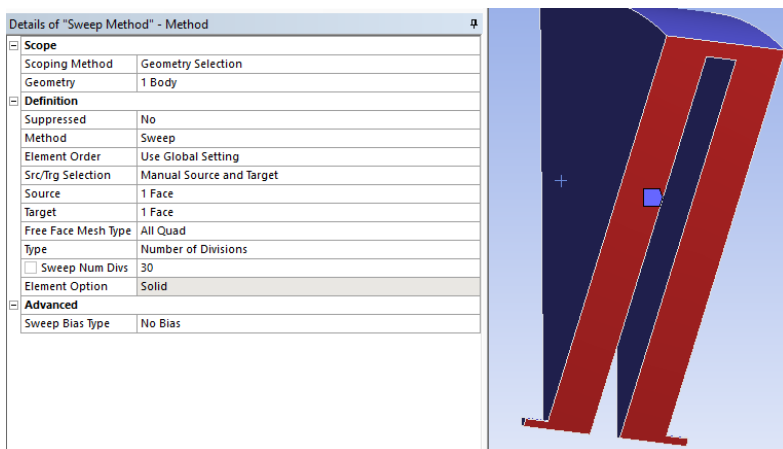 Details of "Sweep Method" - Method
Scope
Scoping Method Geometry Selection
Geometry 1 Body
Definition
Suppressed No
Method Sweep
Element Order Use Global Setting
Src/Trg Selection Manual Source and Target
Source 1 Face
Target 1 Face
Free Face Mesh Type All Quad
Type Number of Divisions
Sweep Num Divs 30
Element Option Solid
Advanced
Sweep Bias Type No Bias